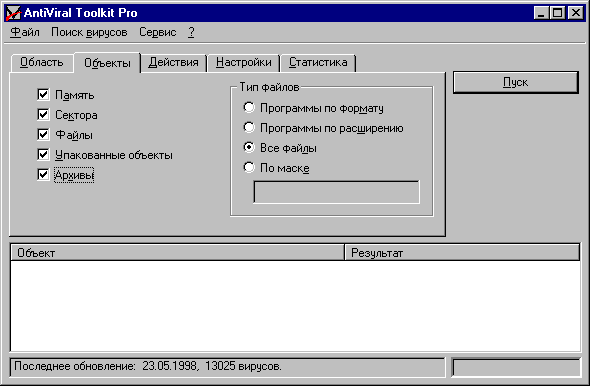 AntiViral Toolkit Pro
Файл Поиск вирусов Сервис ?
Область Объекты Действия Настройки Статистика
Пуск
Память
Сектора
Файлы
Упакованные объекты
Архивы
Тип файлов
Программы по формату
Программы по расширению
Все файлы
По маске
Объект Результат
Последнее обновление: 23.05.1998, 13025 вирусов.